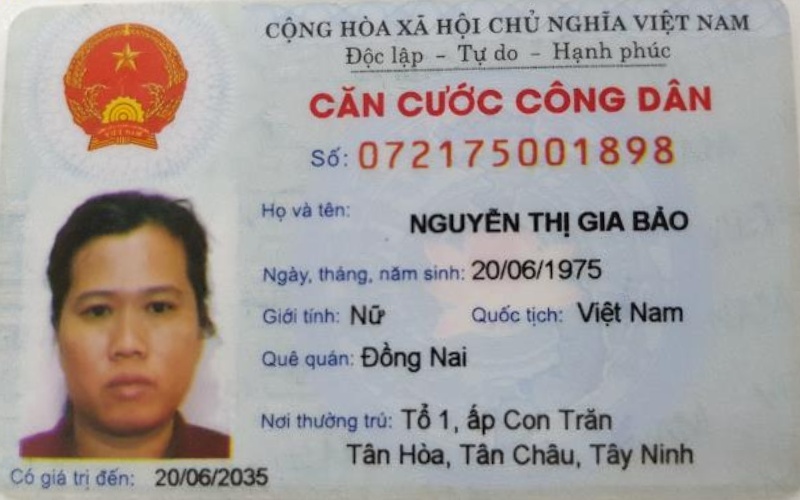 CỘNG HÒA XÃ HỘI CHỦ NGHĨA VIỆT NAM
Độc lập – Tự do – Hạnh phúc
CĂN CƯỚC CÔNG DÂN
Số: 072175001898
Họ và tên: NGUYỄN THỊ GIA BẢO
Ngày, tháng, năm sinh: 20/06/1975
Giới tính: Nữ Quốc tịch: Việt Nam
Quê quán: Đồng Nai
Nơi thường trú: Tổ 1, ấp Con Trăn
Tân Hòa, Tân Châu, Tây Ninh
Có giá trị đến: 20/06/2035
VIỆT NAM